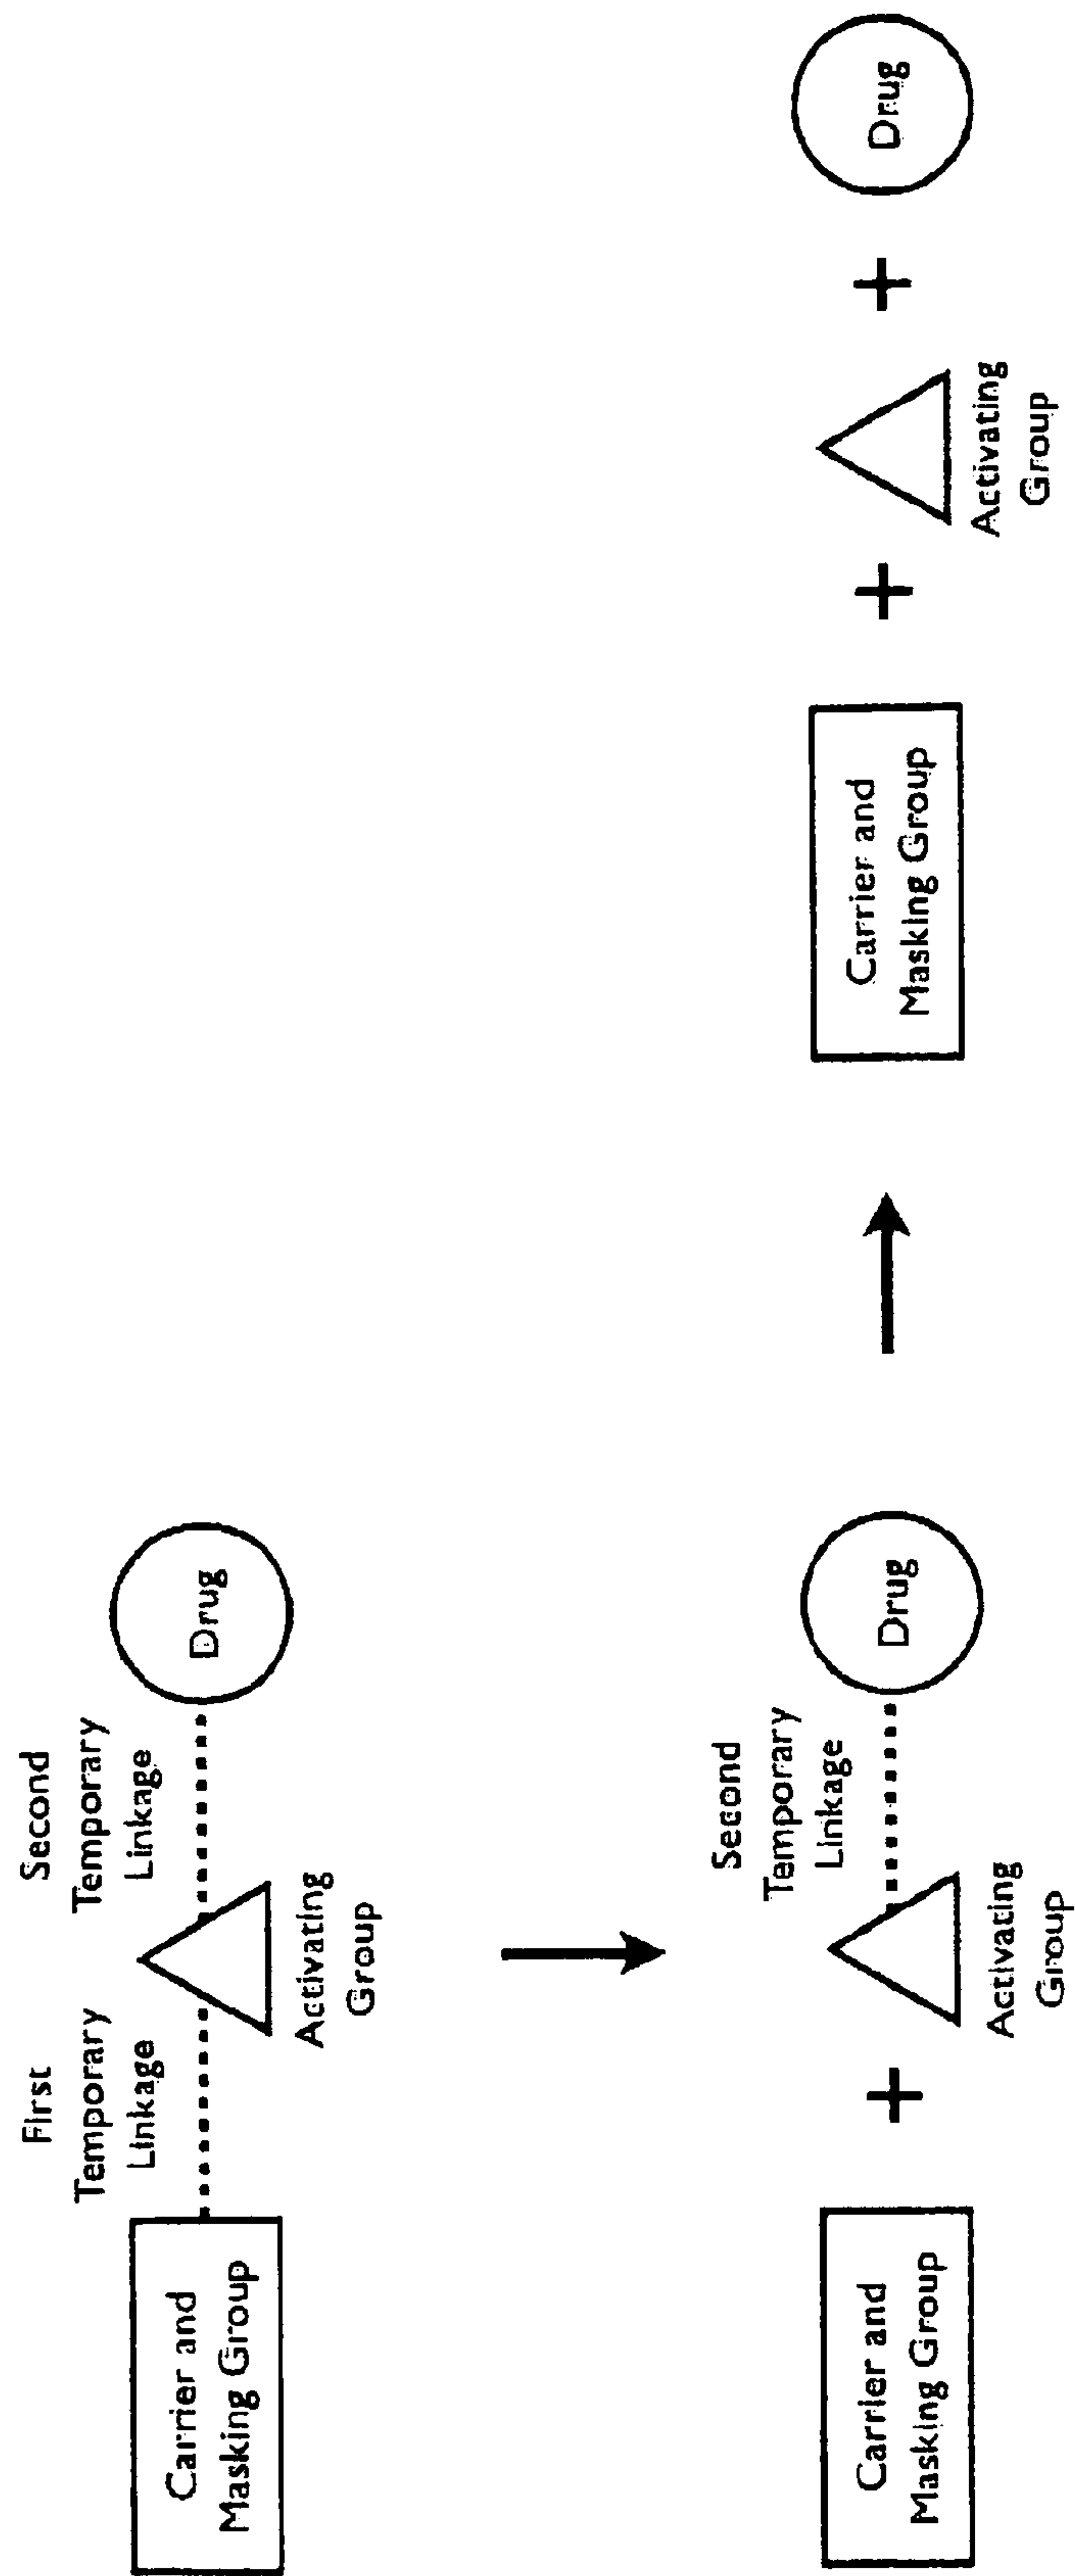 First
Temporary
Linkage
Second
Temporary
Linkage
Carrier and
Masking Group
Drug
Activating
Group
Second
Temporary
Linkage
Carrier and
Masking Group
+
Drug
Activating
Group
Carrier and
Masking Group
+
+
Drug
Activating
Group